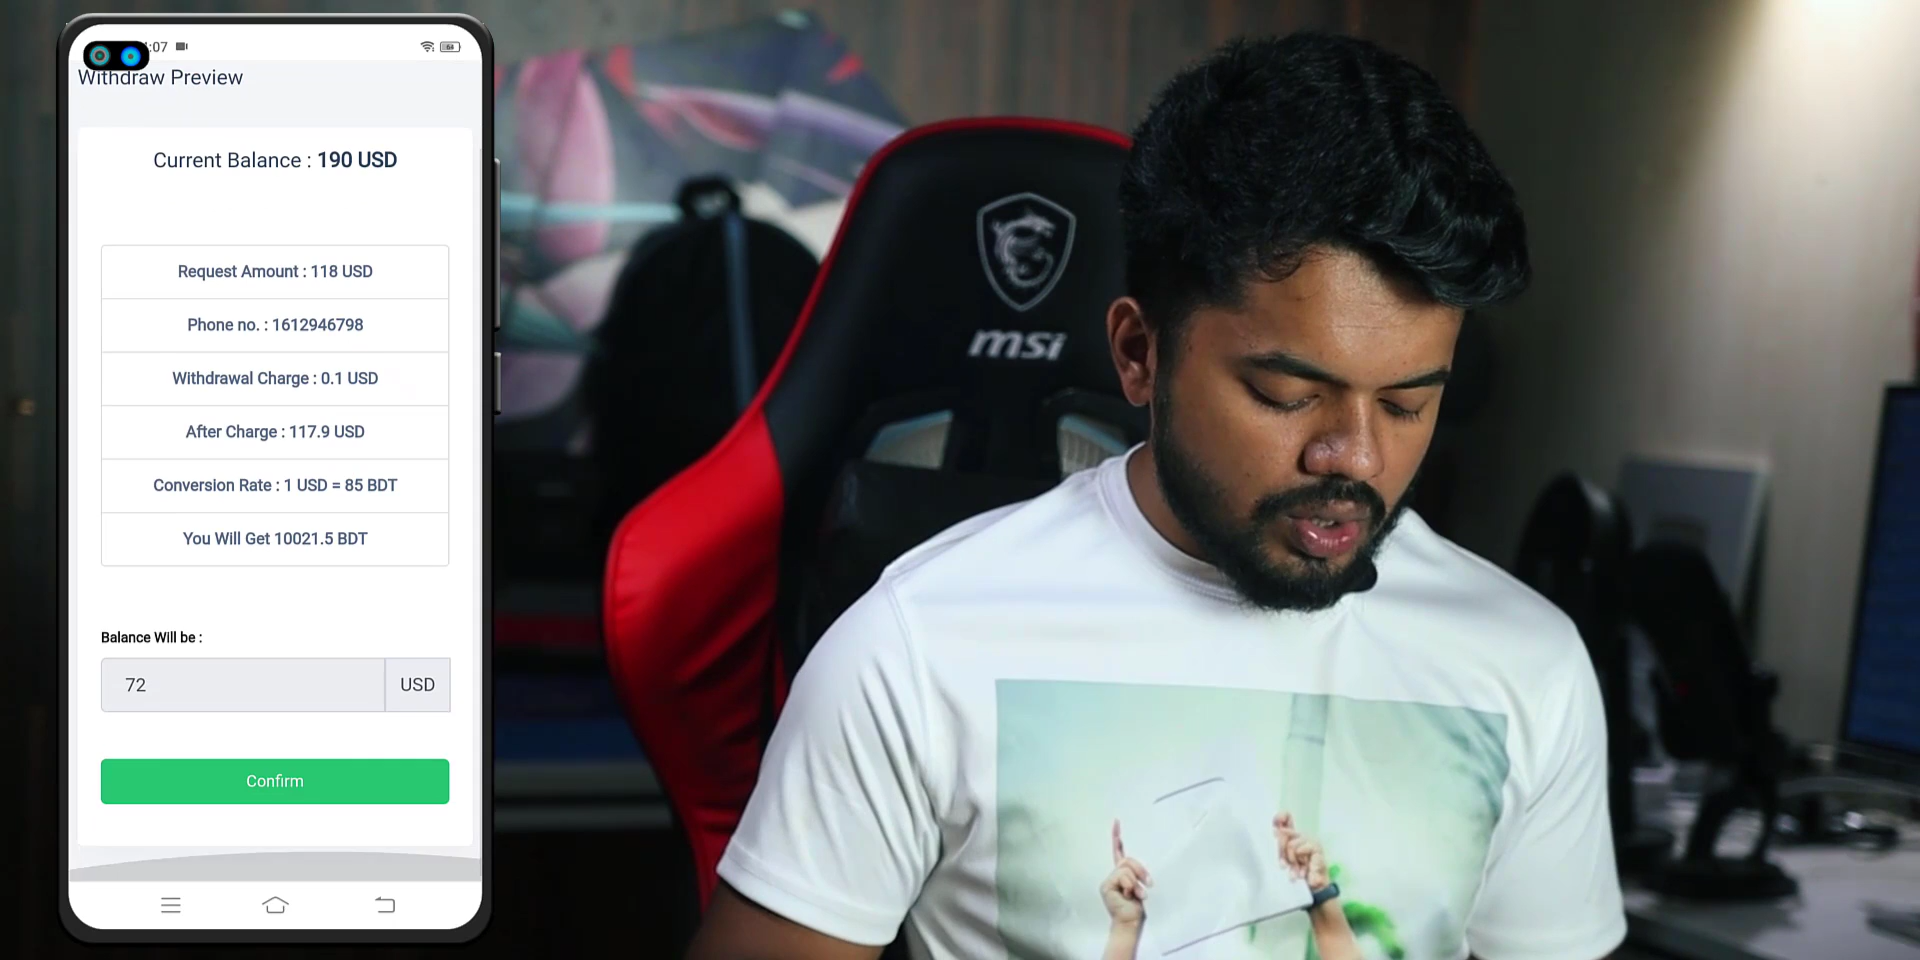 :07
Withdraw Preview
Current Balance : 190 USD
Request Amount : 118 USD
Phone no. : 1612946798
Withdrawal Charge : 0.1 USD
After Charge : 117.9 USD
Conversion Rate : 1 USD = 85 BDT
You Will Get 10021.5 BDT
Balance Will be :
72 USD
Confirm
msi